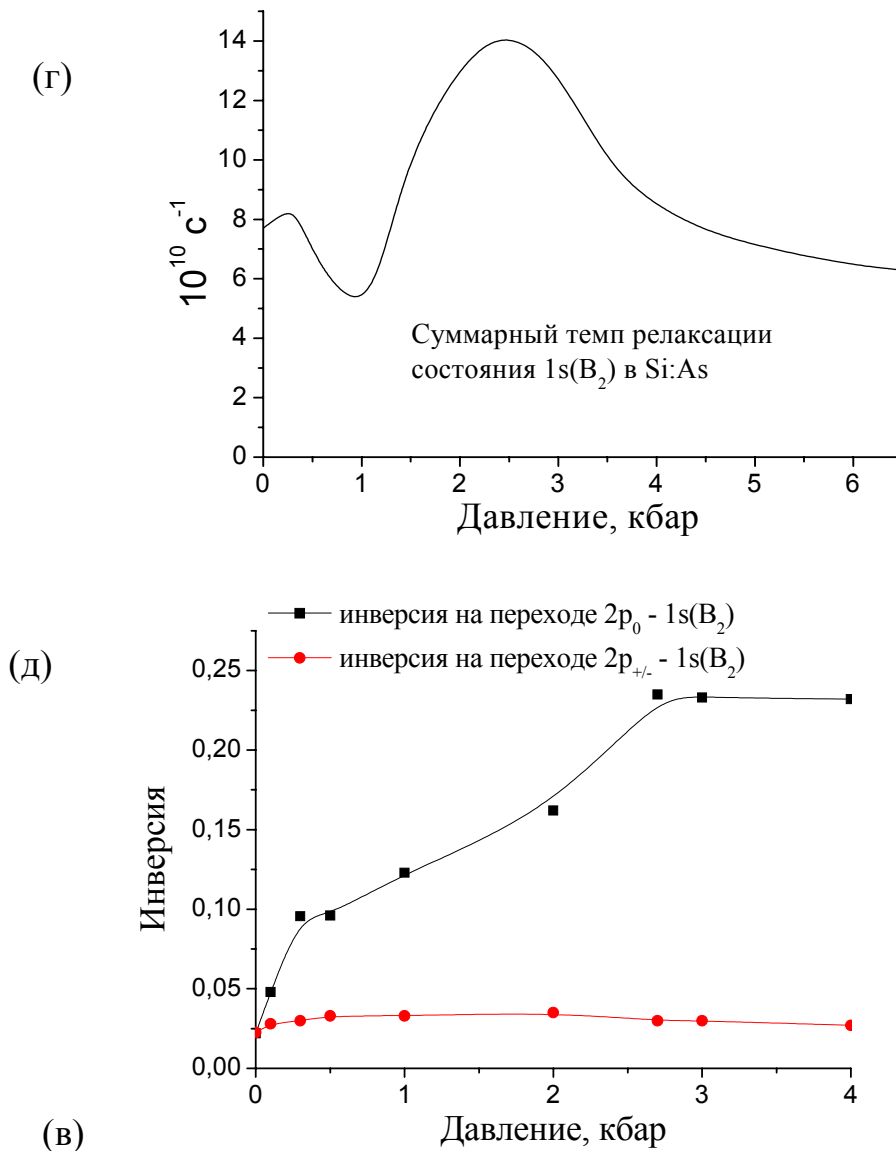 (г)
14
12
10
8
6
4
2
0
10¹⁰ с⁻¹
Суммарный темп релаксации
состояния 1s(B₂) в Si:As
0 1 2 3 4 5 6
Давление, кбар
(д)
инверсия на переходе 2p₀ - 1s(B₂)
инверсия на переходе 2p₊/₋ - 1s(B₂)
0,25
0,20
0,15
0,10
0,05
0,00
Инверсия
0 1 2 3 4
Давление, кбар
(в)